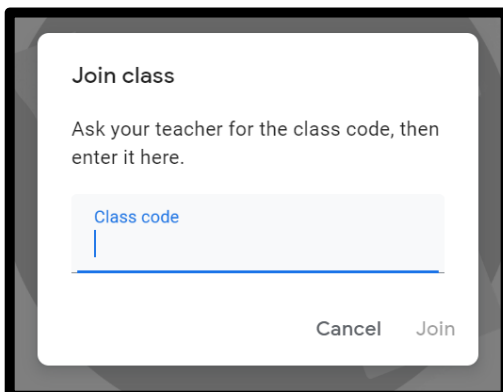 Join class
Ask your teacher for the class code, then
enter it here.
Class code
Cancel Join